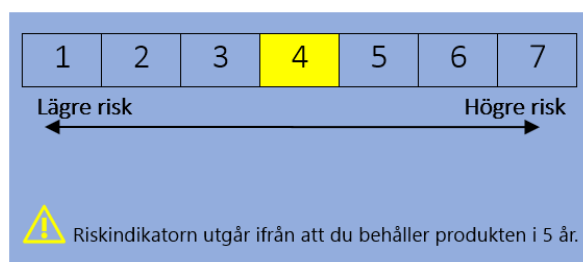 1 2 3 4 5 6 7
Lägre risk Högre risk
Riskindikatorn utgår ifrån att du behåller produkten i 5 år.